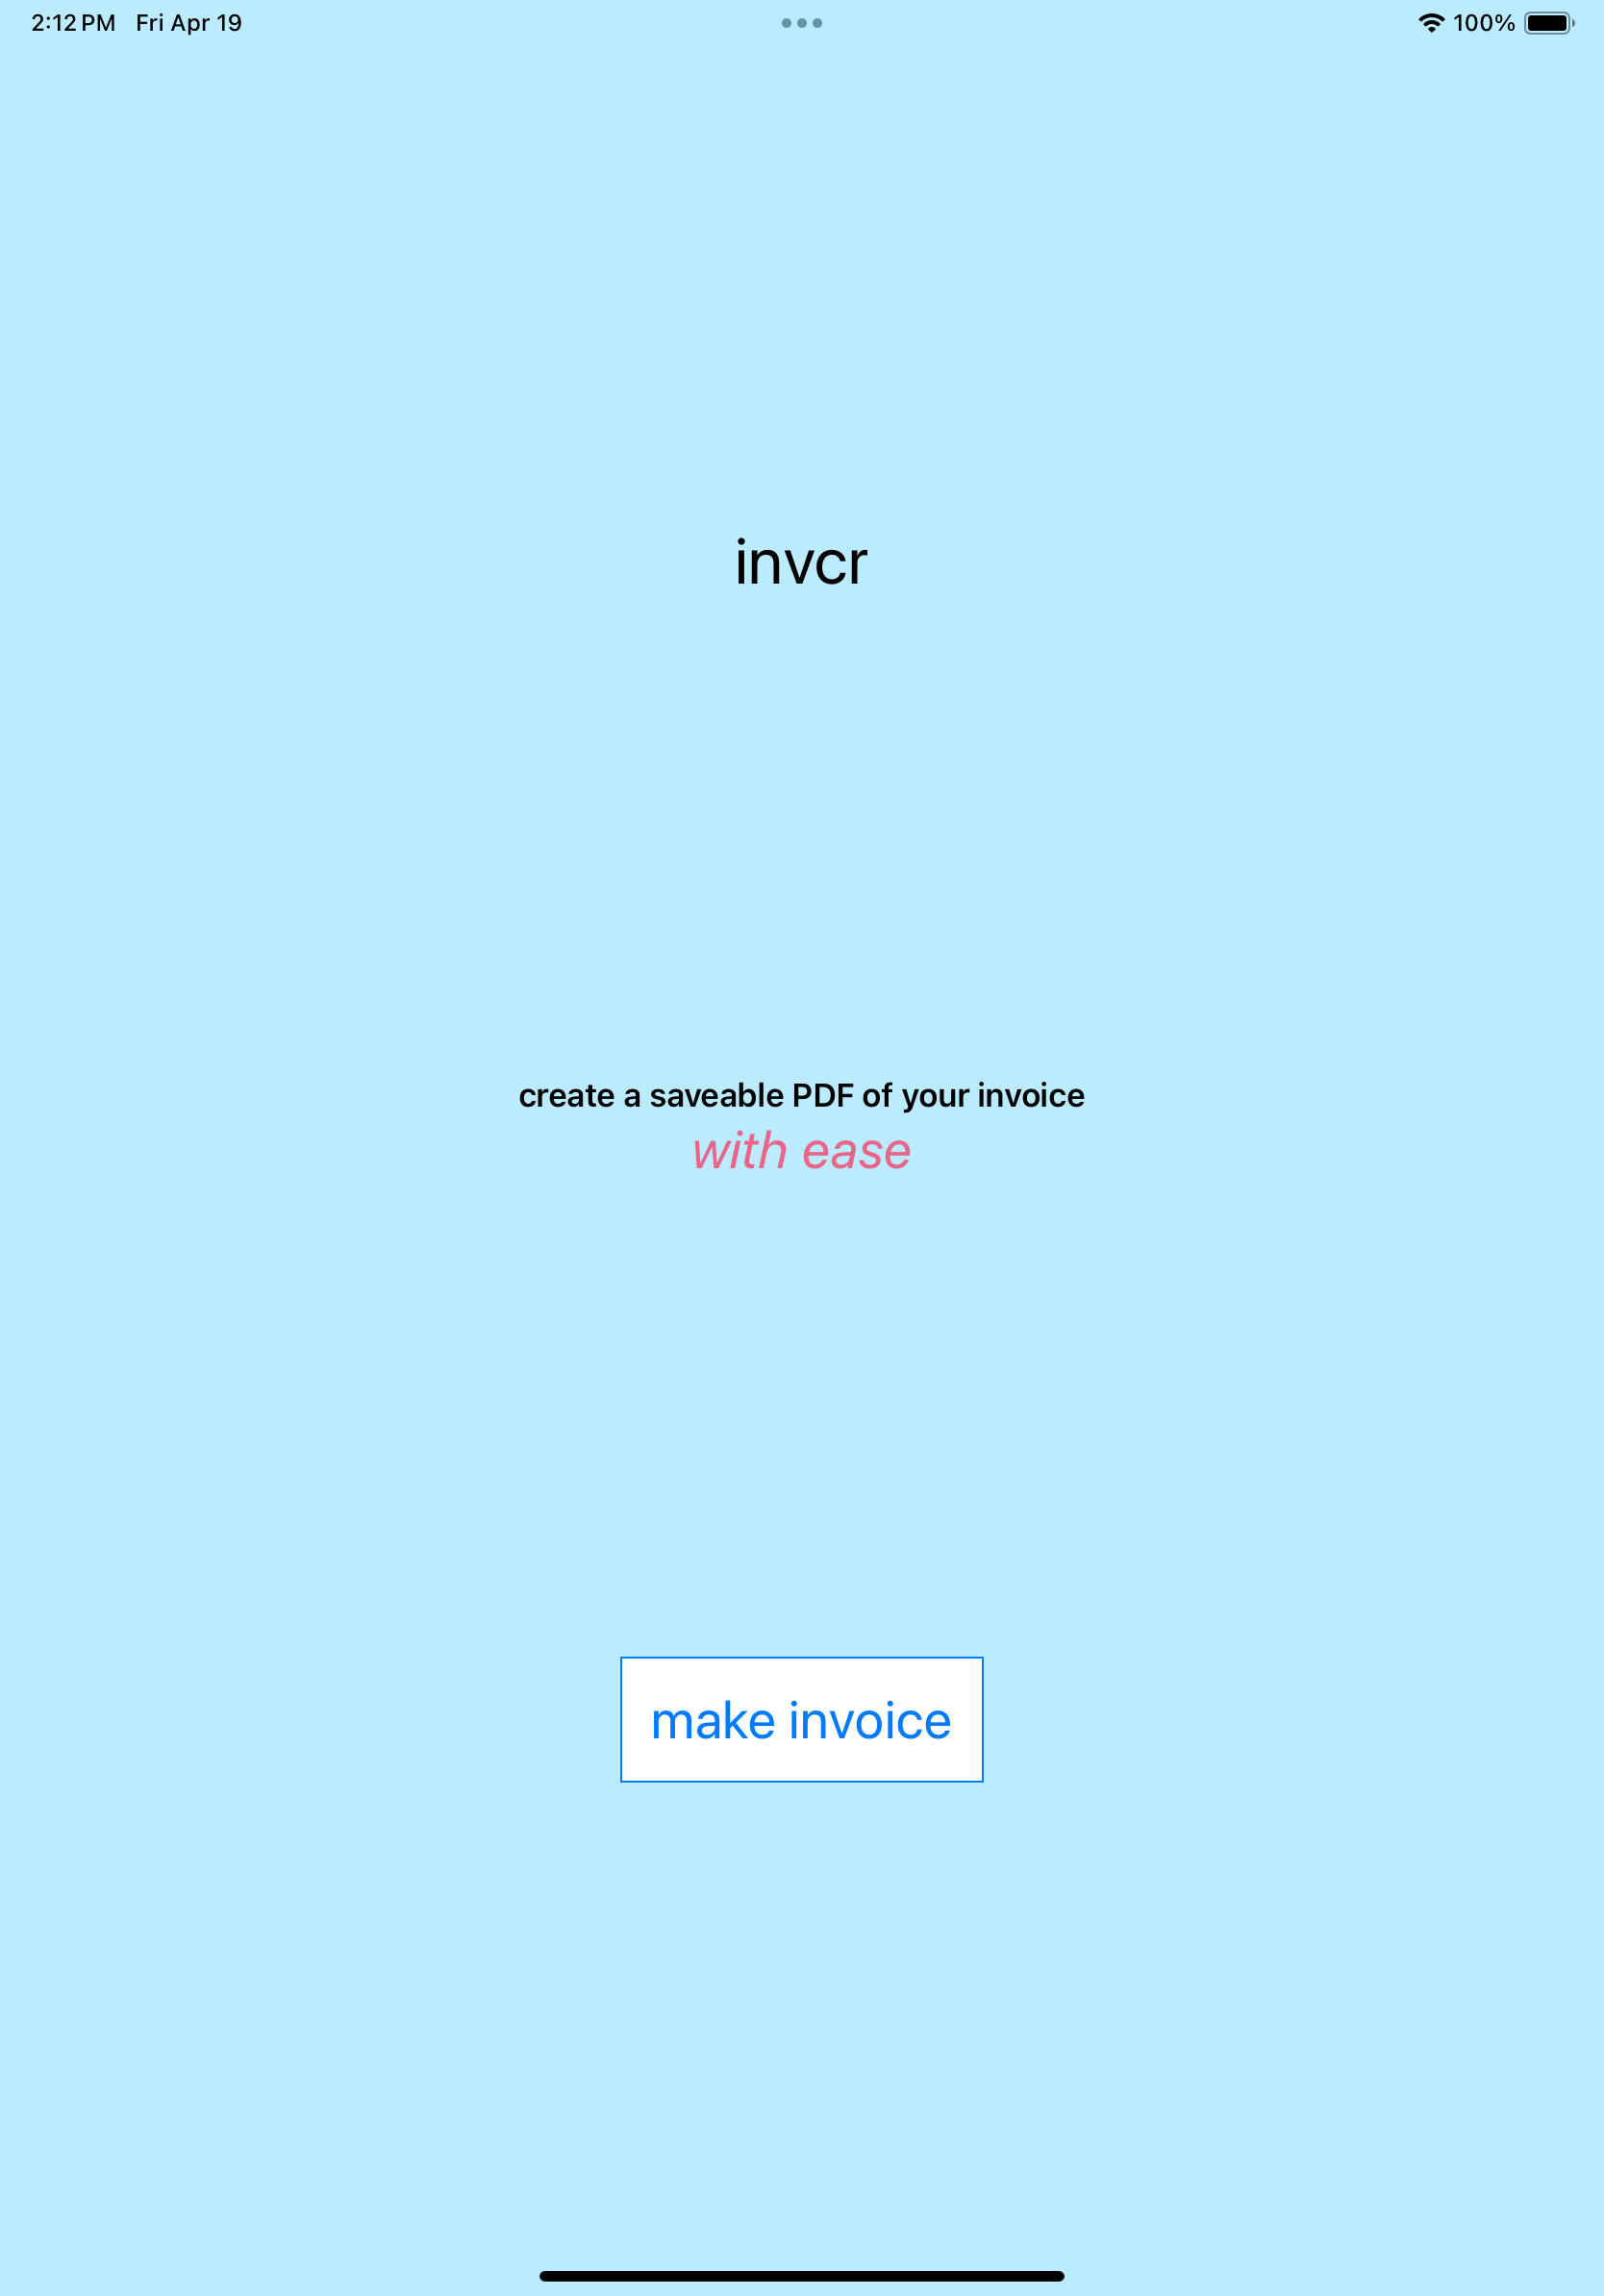 2:12 PM Fri Apr 19
100%
invcr
create a saveable PDF of your invoice
with ease
make invoice